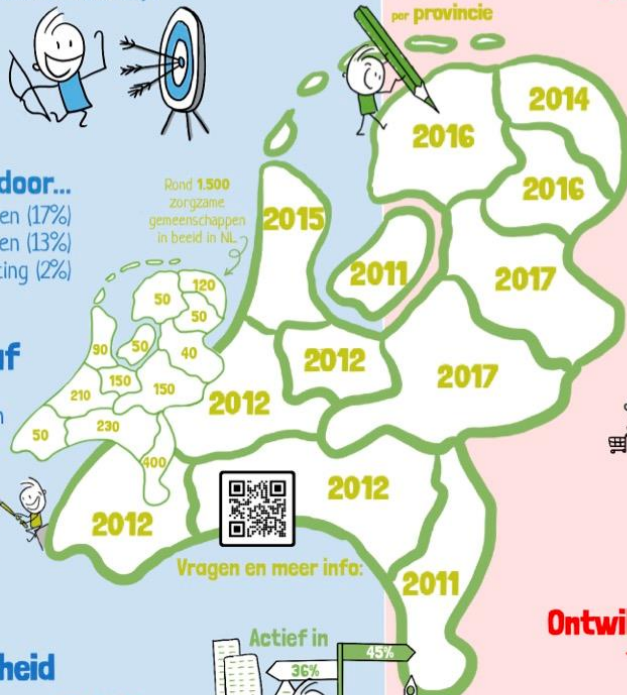 per provincie
2014
2016
2016
door...
en (17%)
en (13%)
ting (2%)
Rond 1.500
zorgzame
gemeenschappen
in beeld in NL
2015
2011
2017
120
50
50
90
50
40
150
150
210
230
50
400
2012
2017
2012
2012
2012
Vragen en meer info:
2011
Actief in
45%
36%
Ontwi
heid